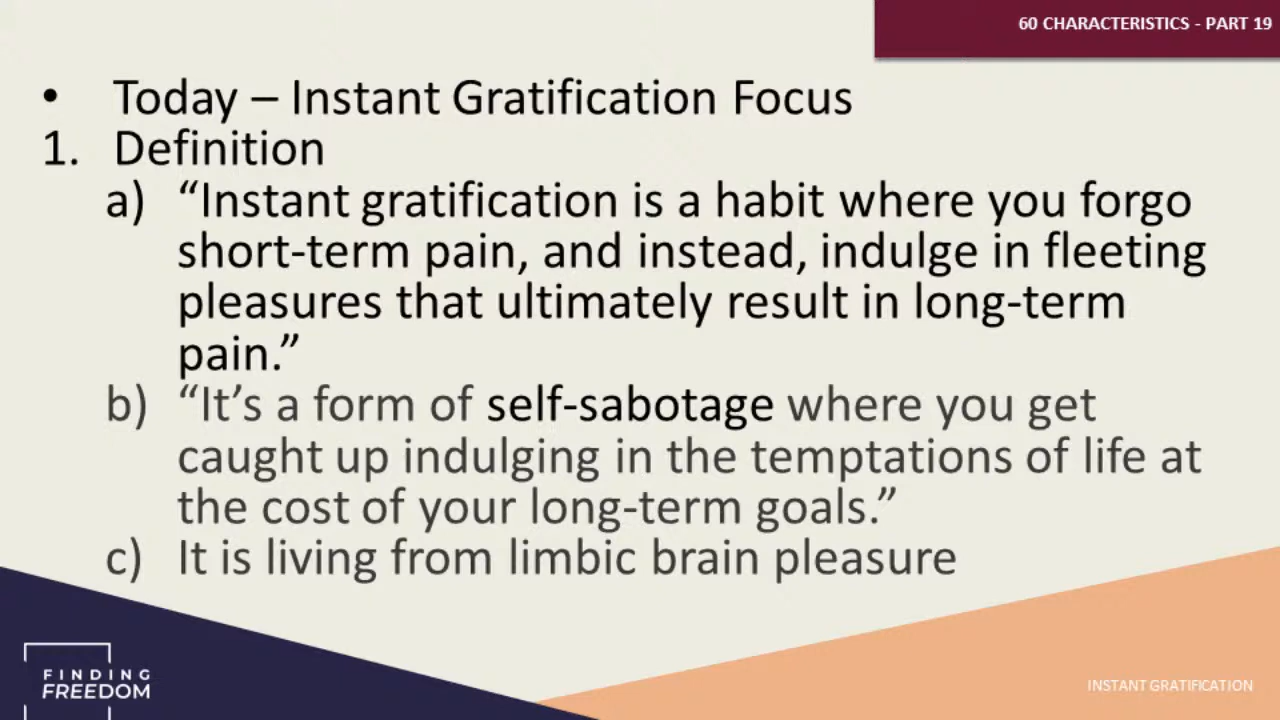 60 CHARACTERISTICS - PART 19
• Today – Instant Gratification Focus
1. Definition
a) “Instant gratification is a habit where you forgo
short-term pain, and instead, indulge in fleeting
pleasures that ultimately result in long-term
pain.”
b) “It’s a form of self-sabotage where you get
caught up indulging in the temptations of life at
the cost of your long-term goals.”
c) It is living from limbic brain pleasure
FINDING
FREEDOM
INSTANT GRATIFICATION